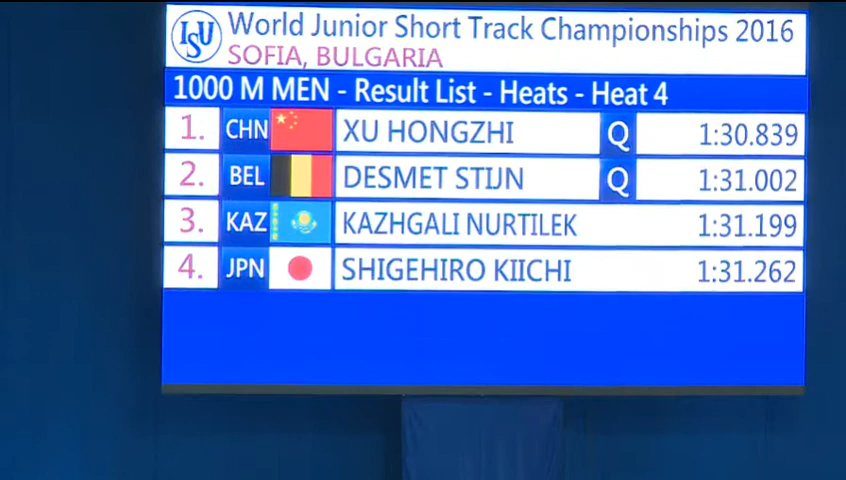 ISU
World Junior Short Track Championships 2016
SOFIA, BULGARIA
1000 M MEN - Result List - Heats - Heat 4
1. CHN XU HONGZHI Q 1:30.839
2. BEL DESMET STIJN Q 1:31.002
3. KAZ KAZHGALI NURTILEK 1:31.199
4. JPN SHIGEHIRO KIICHI 1:31.262